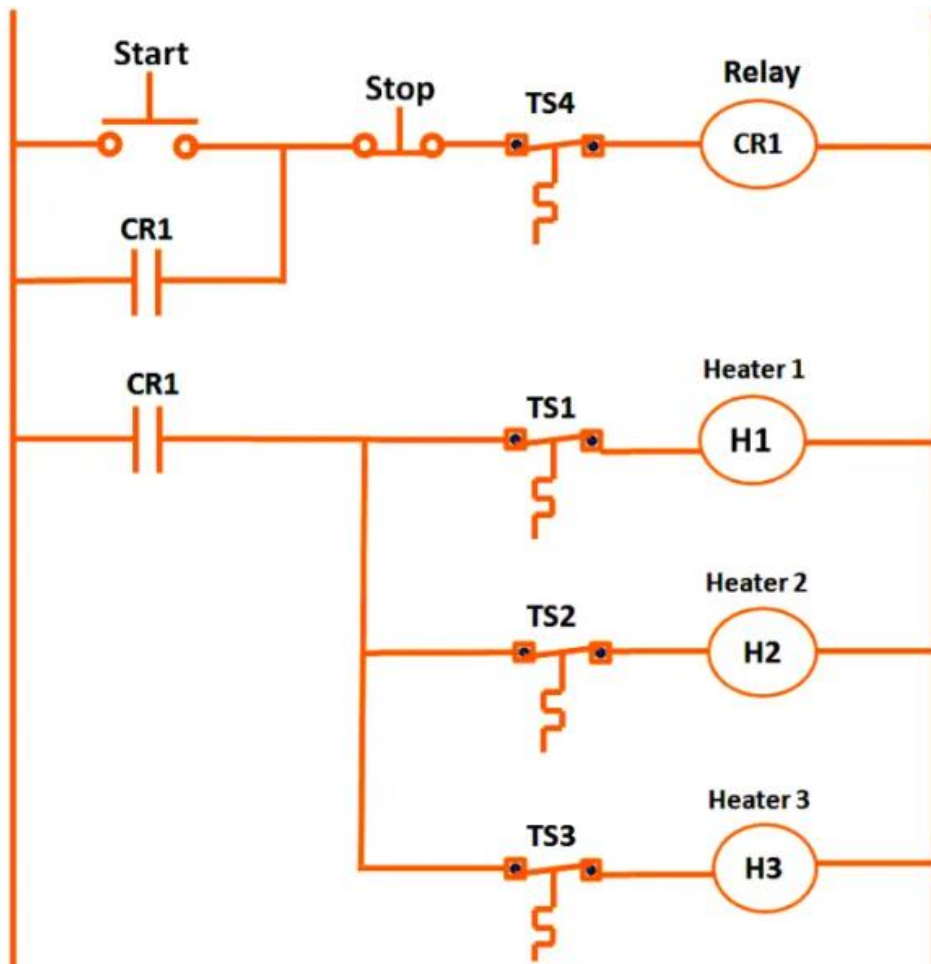 Start
Stop
TS4
Relay
CR1
CR1
CR1
TS1
Heater 1
H1
TS2
Heater 2
H2
TS3
Heater 3
H3